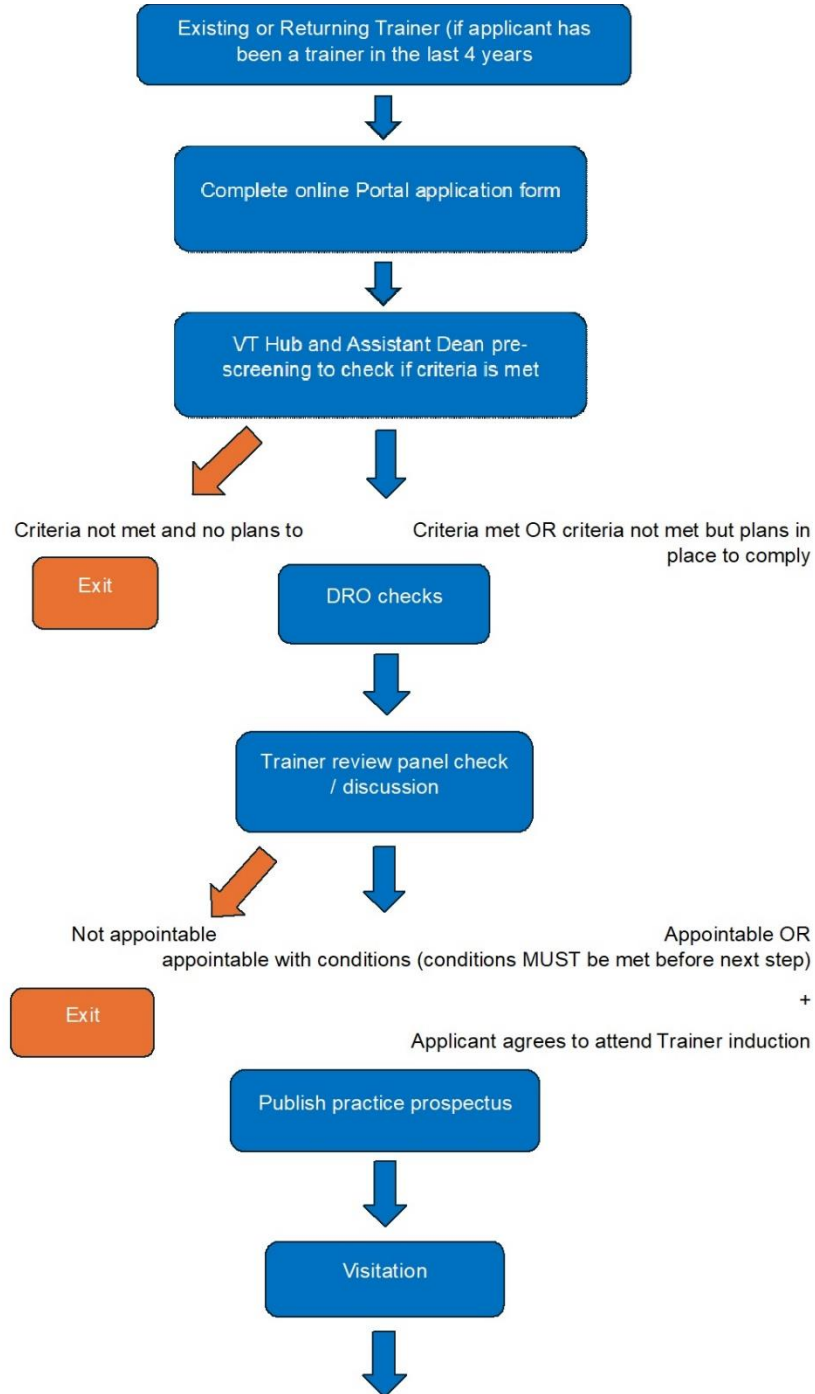 Existing or Returning Trainer (if applicant has
been a trainer in the last 4 years
Complete online Portal application form
VT Hub and Assistant Dean pre-
screening to check if criteria is met
Criteria not met and no plans to
Criteria met OR criteria not met but plans in
place to comply
Exit
DRO checks
Trainer review panel check
/ discussion
Not appointable
Appointable OR
appointable with conditions (conditions MUST be met before next step)
+
Exit
Applicant agrees to attend Trainer induction
Publish practice prospectus
Visitation